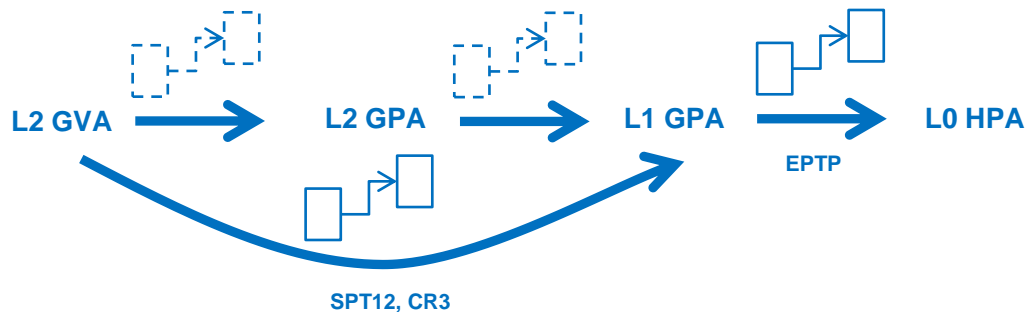 L2 GVA
L2 GPA
L1 GPA
L0 HPA
EPTP
SPT12, CR3